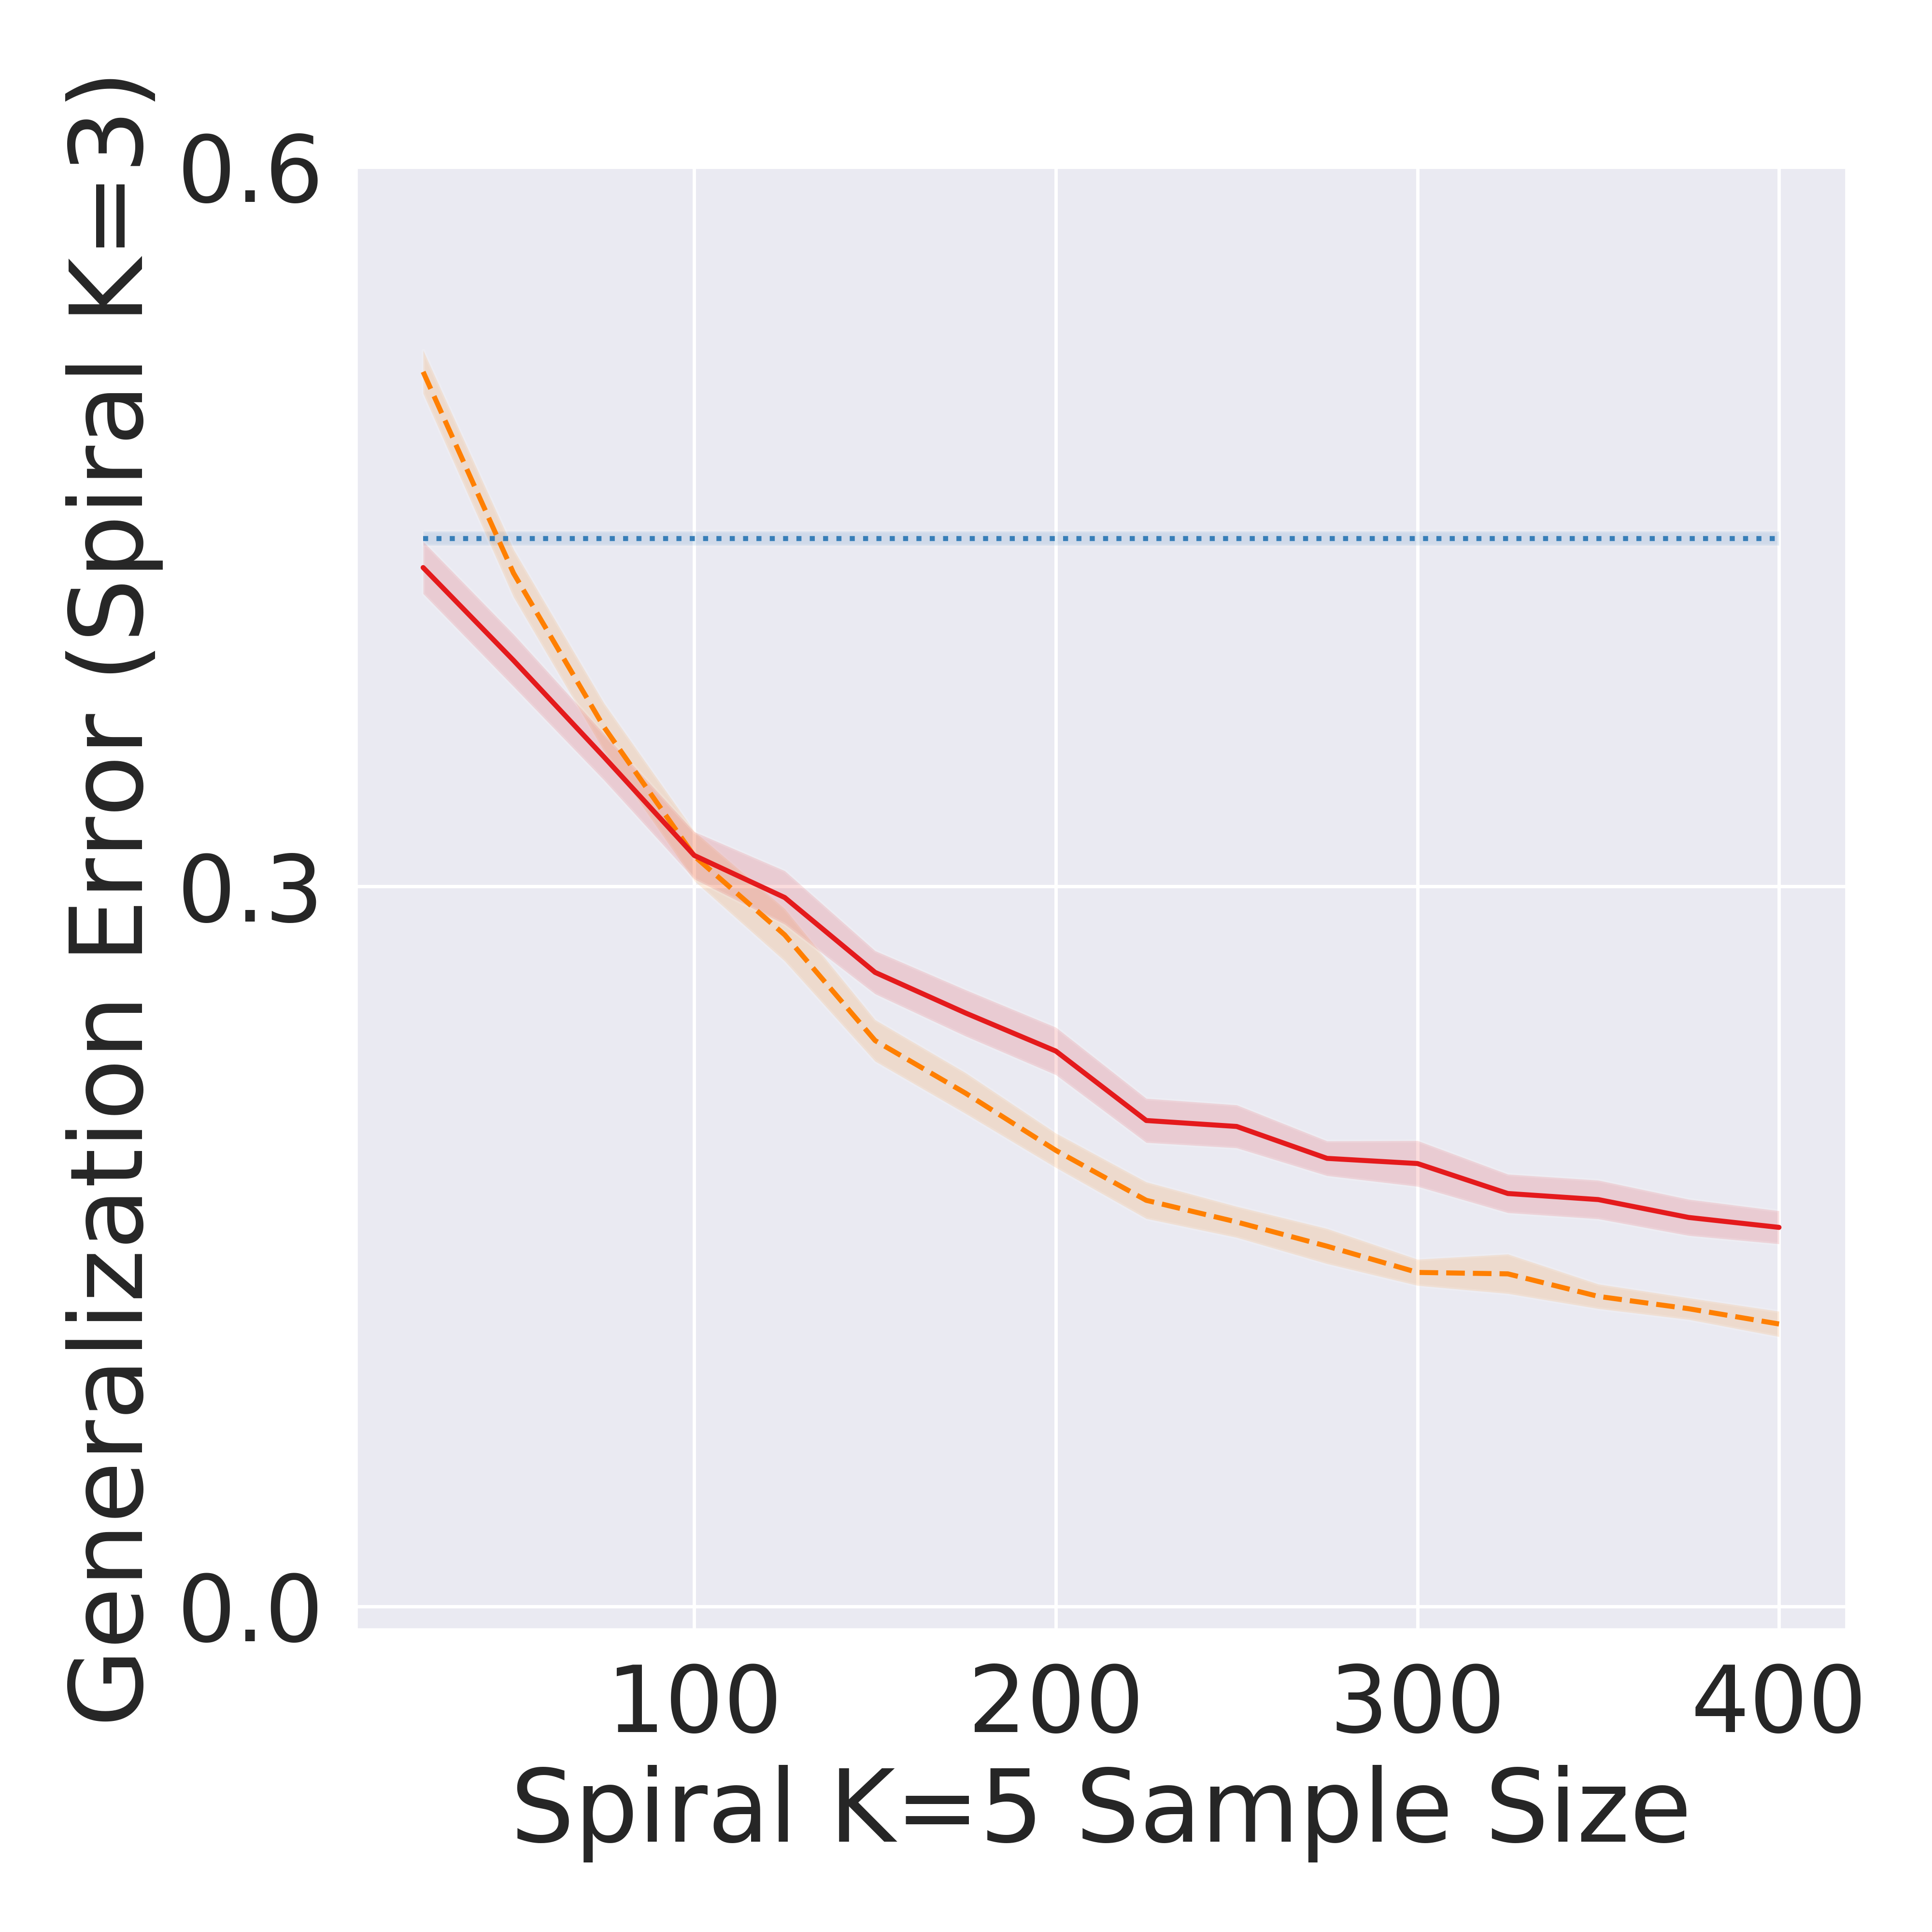 Generalization Error (Spiral K=3)
0.6
0.3
0.0
100 200 300 400
Spiral K=5 Sample Size